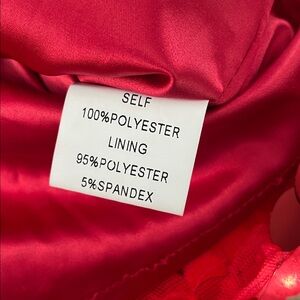 SELF
100%POLYESTER
LINING
95%POLYESTER
5%SPANDEX